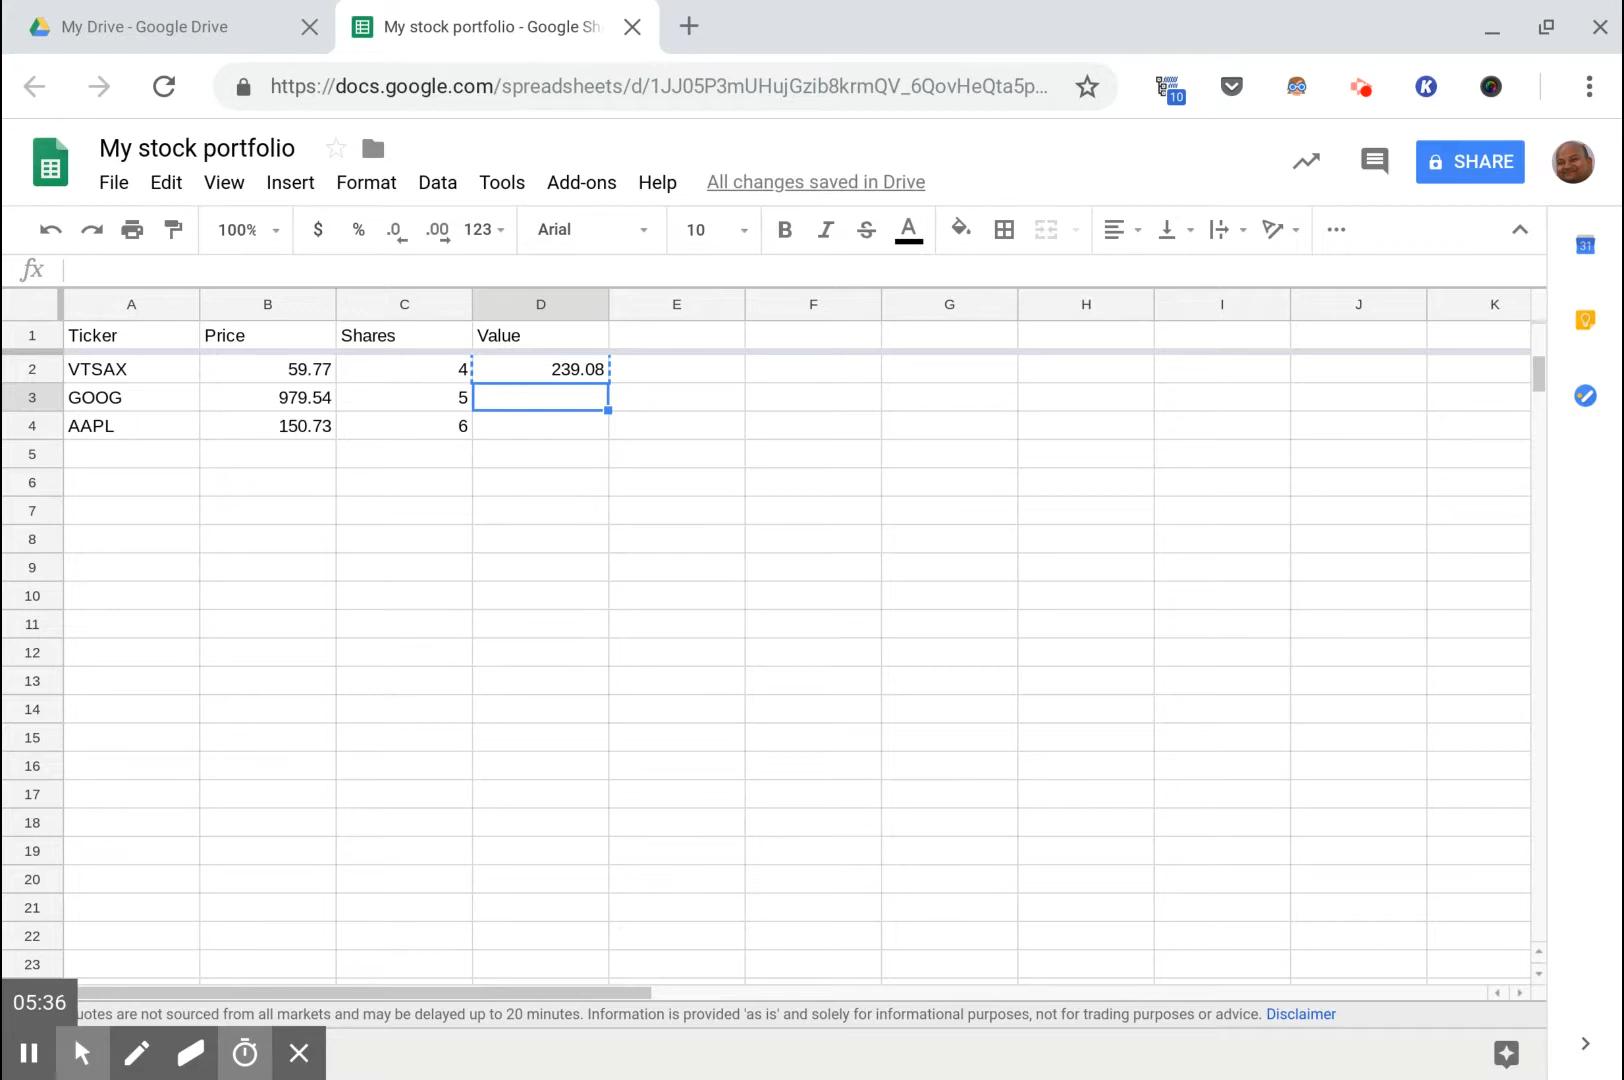 My Drive - Google Drive
My stock portfolio - Google Sh
https://docs.google.com/spreadsheets/d/1JJ05P3mUHujGzib8krmQV_6QovHeQta5p...
10
K
My stock portfolio
SHARE
File Edit View Insert Format Data Tools Add-ons Help All changes saved in Drive
100% $ % .0 .00 123 Arial 10 B I S A ...
31
fx
A B C D E F G H I J K
1 Ticker Price Shares Value
2 VTSAX 59.77 4 239.08
3 GOOG 979.54 5
4 AAPL 150.73 6
5
6
7
8
9
10
11
12
13
14
15
16
17
18
19
20
21
22
23
05:36
uotes are not sourced from all markets and may be delayed up to 20 minutes. Information is provided 'as is' and solely for informational purposes, not for trading purposes or advice. Disclaimer